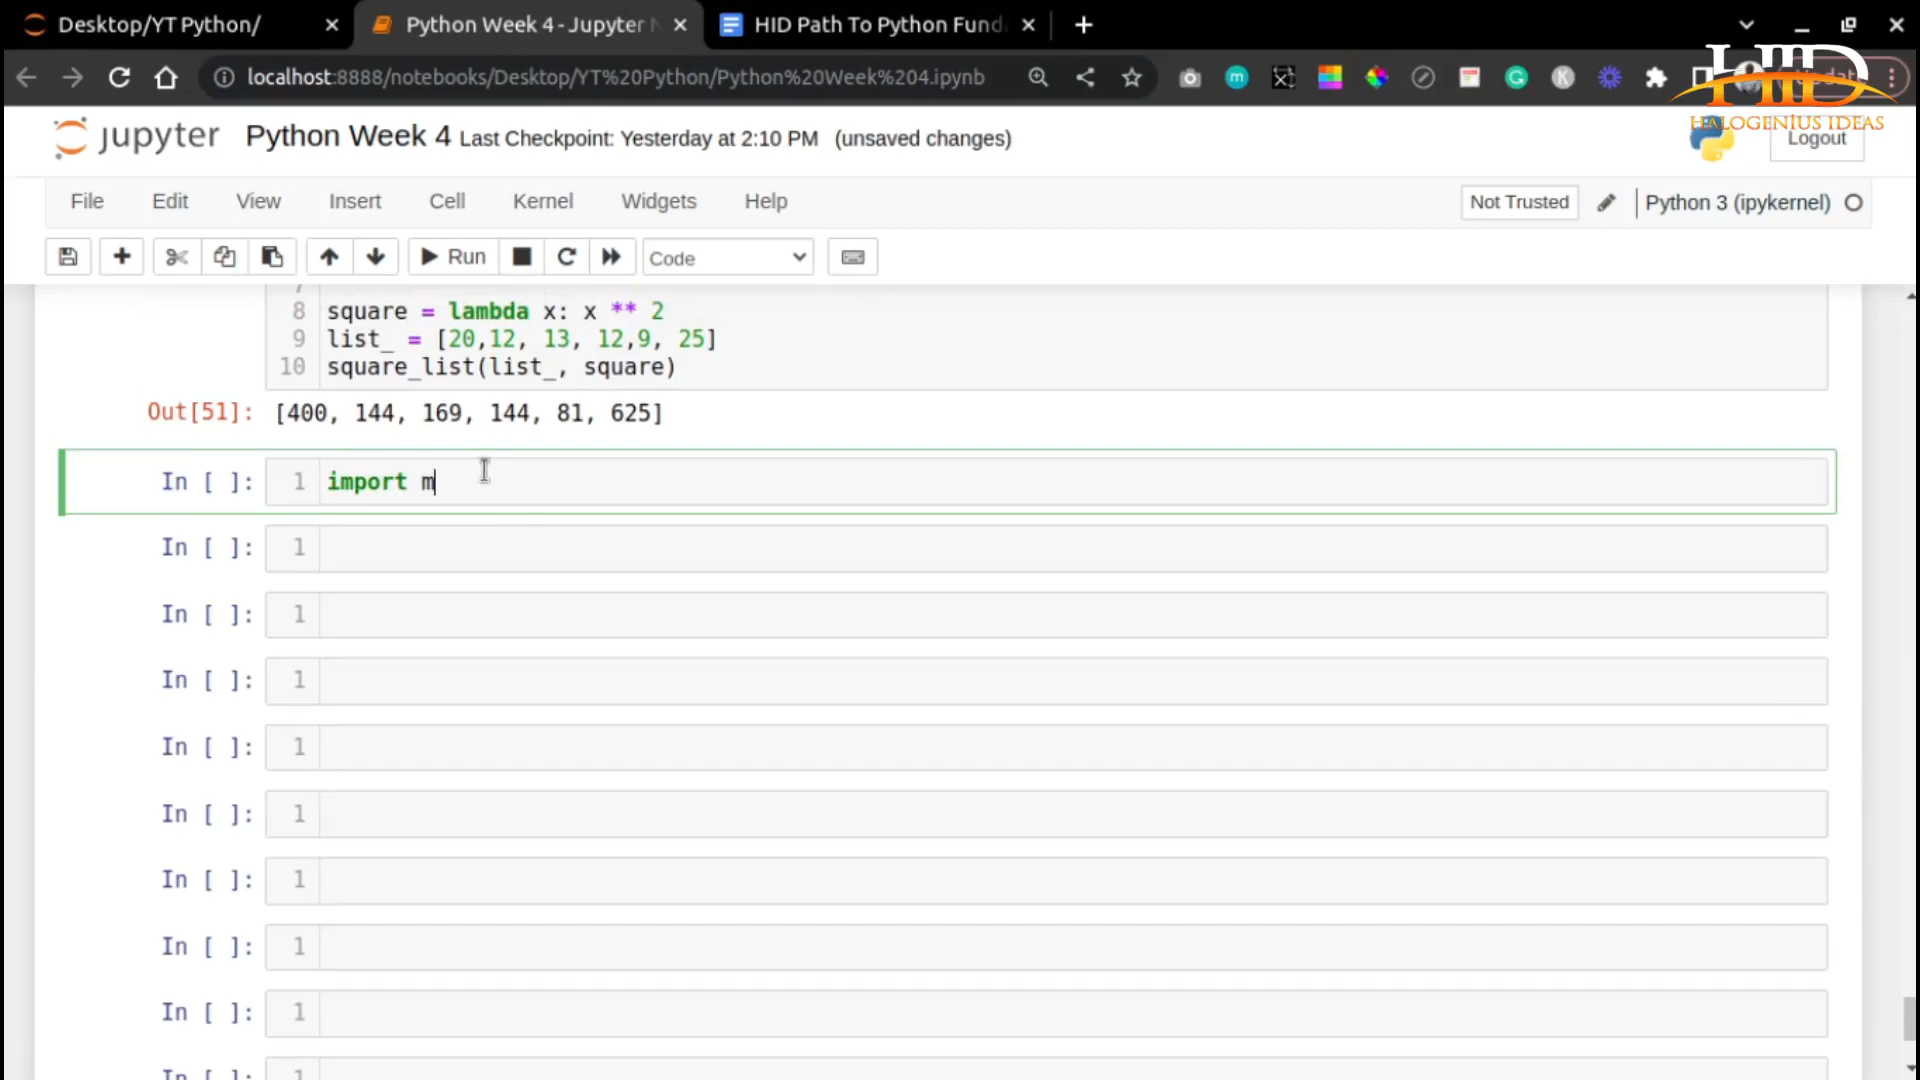 Desktop/YT Python/
Python Week 4 - Jupyter N
HID Path To Python Funda
localhost:8888/notebooks/Desktop/YT%20Python/Python%20Week%204.ipynb
HID
HALOGENIUS IDEAS
jupyter Python Week 4 Last Checkpoint: Yesterday at 2:10 PM (unsaved changes)
Logout
File Edit View Insert Cell Kernel Widgets Help
Not Trusted
Python 3 (ipykernel)
Run
Code
7
8 square = lambda x: x ** 2
9 list_ = [20,12, 13, 12,9, 25]
10 square_list(list_, square)
Out[51]: [400, 144, 169, 144, 81, 625]
In [ ]: 1 import m
In [ ]: 1
In [ ]: 1
In [ ]: 1
In [ ]: 1
In [ ]: 1
In [ ]: 1
In [ ]: 1
In [ ]: 1
In [ ]: 1